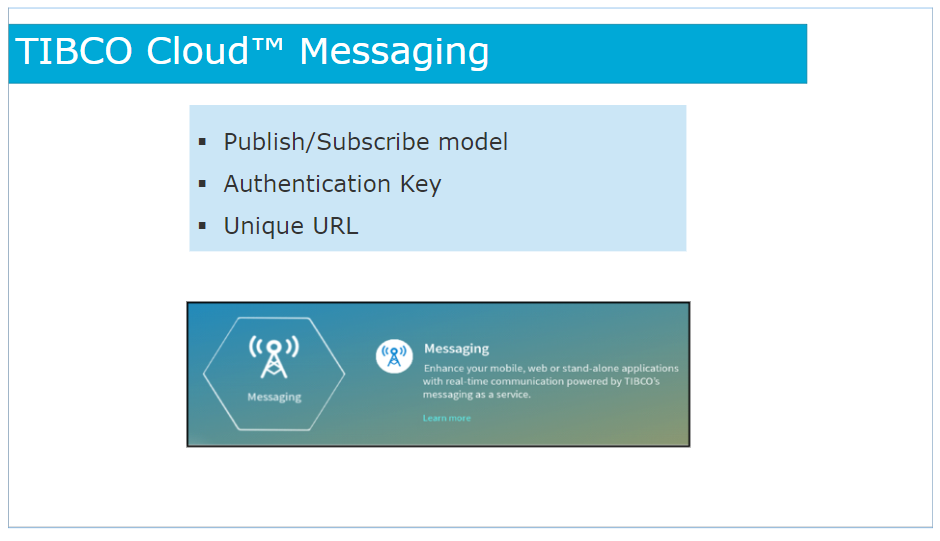 TIBCO Cloud™ Messaging
▪ Publish/Subscribe model
▪ Authentication Key
▪ Unique URL
Messaging
Messaging
Enhance your mobile, web or stand-alone applications
with real-time communication powered by TIBCO's
messaging as a service.
Learn more